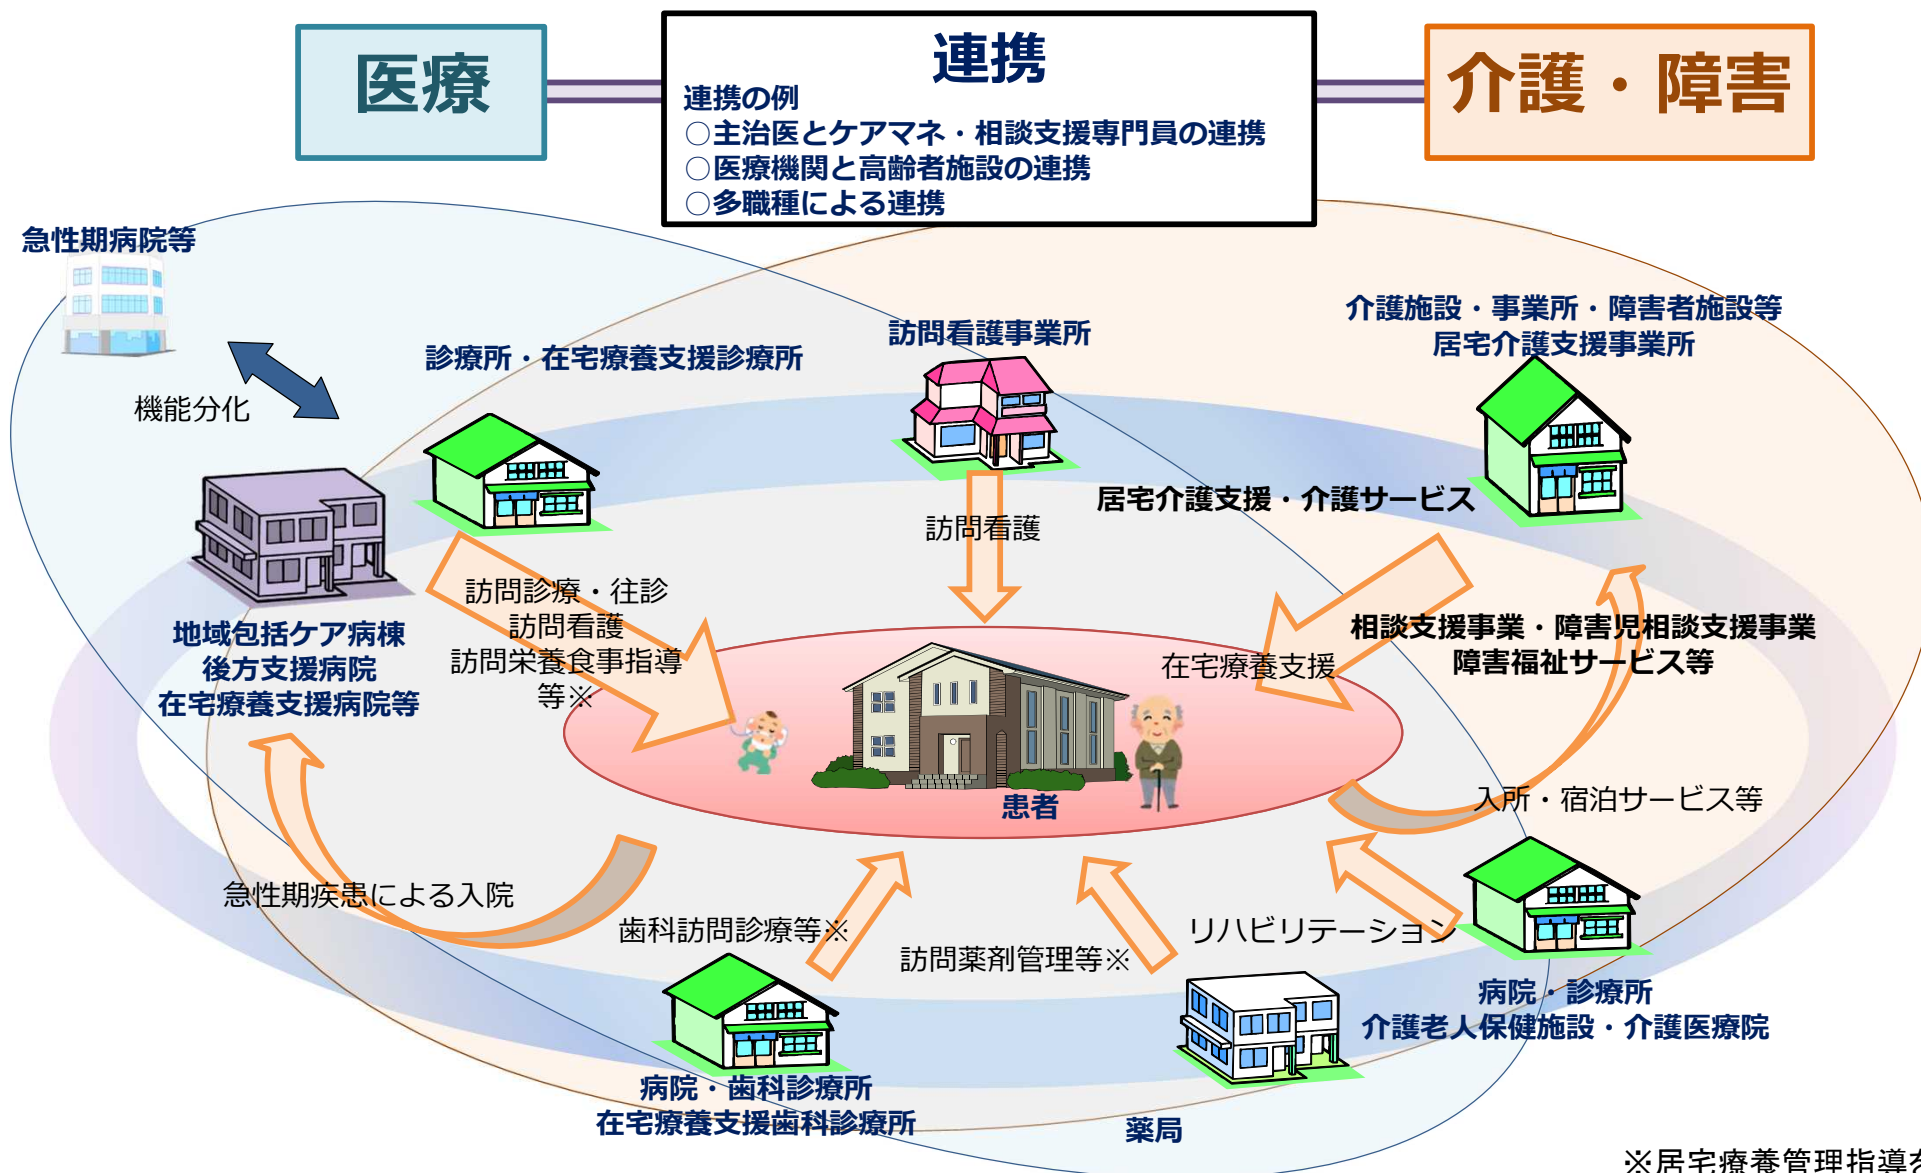 医療
連携
連携の例
○主治医とケアマネ・相談支援専門員の連携
○医療機関と高齢者施設の連携
○多職種による連携
介護・障害
急性期病院等
機能分化
診療所・在宅療養支援診療所
訪問看護事業所
介護施設・事業所・障害者施設等
居宅介護支援事業所
訪問看護
居宅介護支援・介護サービス
訪問診療・往診
訪問看護
訪問栄養食事指導
等※
地域包括ケア病棟
後方支援病院
在宅療養支援病院等
在宅療養支援
相談支援事業・障害児相談支援事業
障害福祉サービス等
患者
入所・宿泊サービス等
急性期疾患による入院
歯科訪問診療等※
訪問薬剤管理等※
リハビリテーション
病院・診療所
介護老人保健施設・介護医療院
病院・歯科診療所
在宅療養支援歯科診療所
薬局
※居宅療養管理指導